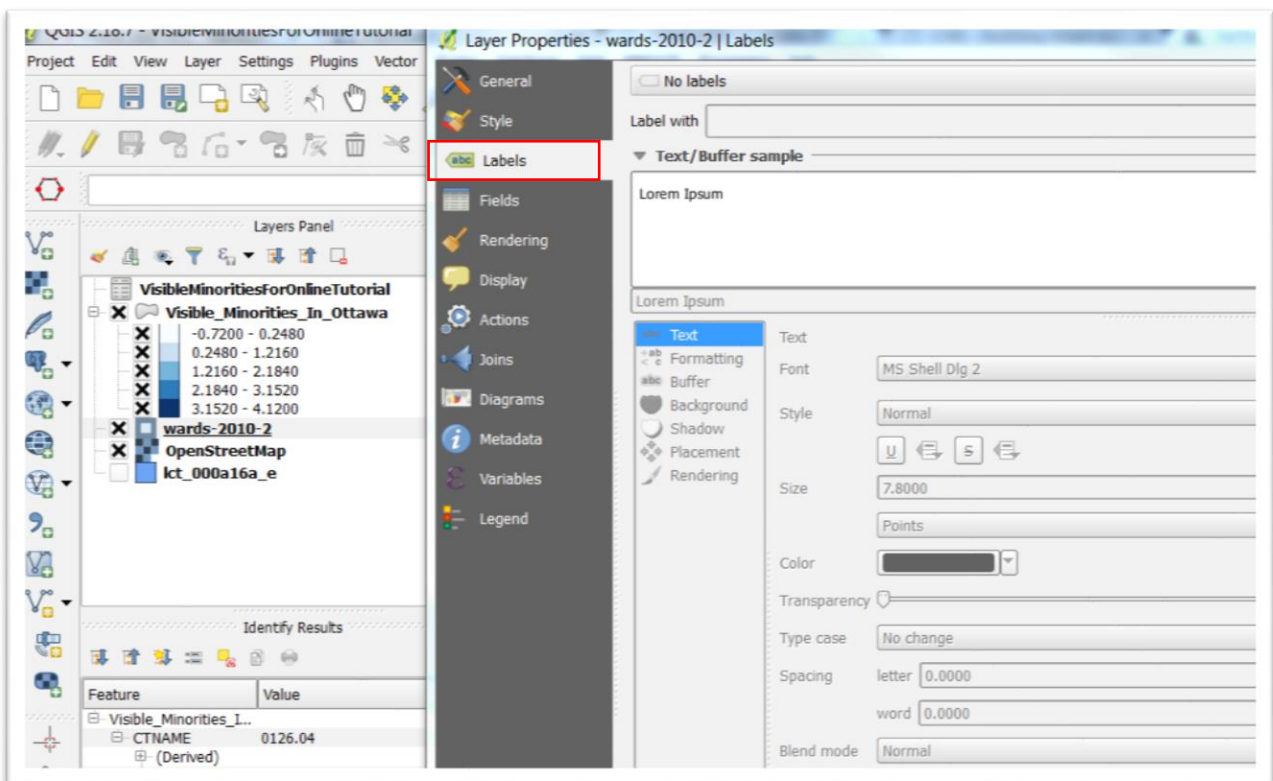 QGIS 2.18.7 - VisibleMinoritiesForOnlineTutorial
Project Edit View Layer Settings Plugins Vector
Layers Panel
VisibleMinoritiesForOnlineTutorial
Visible_Minorities_In_Ottawa
-0.7200 - 0.2480
0.2480 - 1.2160
1.2160 - 2.1840
2.1840 - 3.1520
3.1520 - 4.1200
wards-2010-2
OpenStreetMap
lct_000a16a_e
Identify Results
Feature Value
Visible_Minorities_I...
CTNAME 0126.04
(Derived)
Layer Properties - wards-2010-2 | Labels
General
Style
abc Labels
Fields
Rendering
Display
Actions
Joins
Diagrams
Metadata
Variables
Legend
No labels
Label with
Text/Buffer sample
Lorem Ipsum
Lorem Ipsum
Text
Formatting
abc Buffer
Background
Shadow
Placement
Rendering
Text
Font MS Shell Dlg 2
Style Normal
U S
Size 7.8000
Points
Color
Transparency
Type case No change
Spacing letter 0.0000
word 0.0000
Blend mode Normal